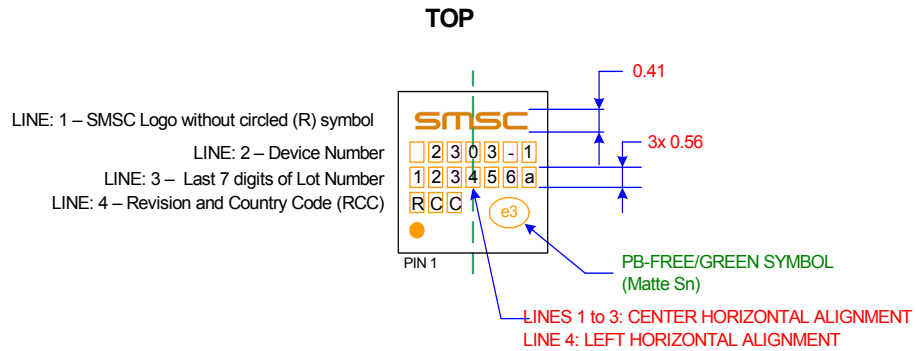 TOP
0.41
LINE: 1 – SMSC Logo without circled (R) symbol
SMSC
3x 0.56
LINE: 2 – Device Number
2303-1
LINE: 3 – Last 7 digits of Lot Number
123456a
LINE: 4 – Revision and Country Code (RCC)
RCC
e3
PIN 1
PB-FREE/GREEN SYMBOL
(Matte Sn)
LINES 1 to 3: CENTER HORIZONTAL ALIGNMENT
LINE 4: LEFT HORIZONTAL ALIGNMENT